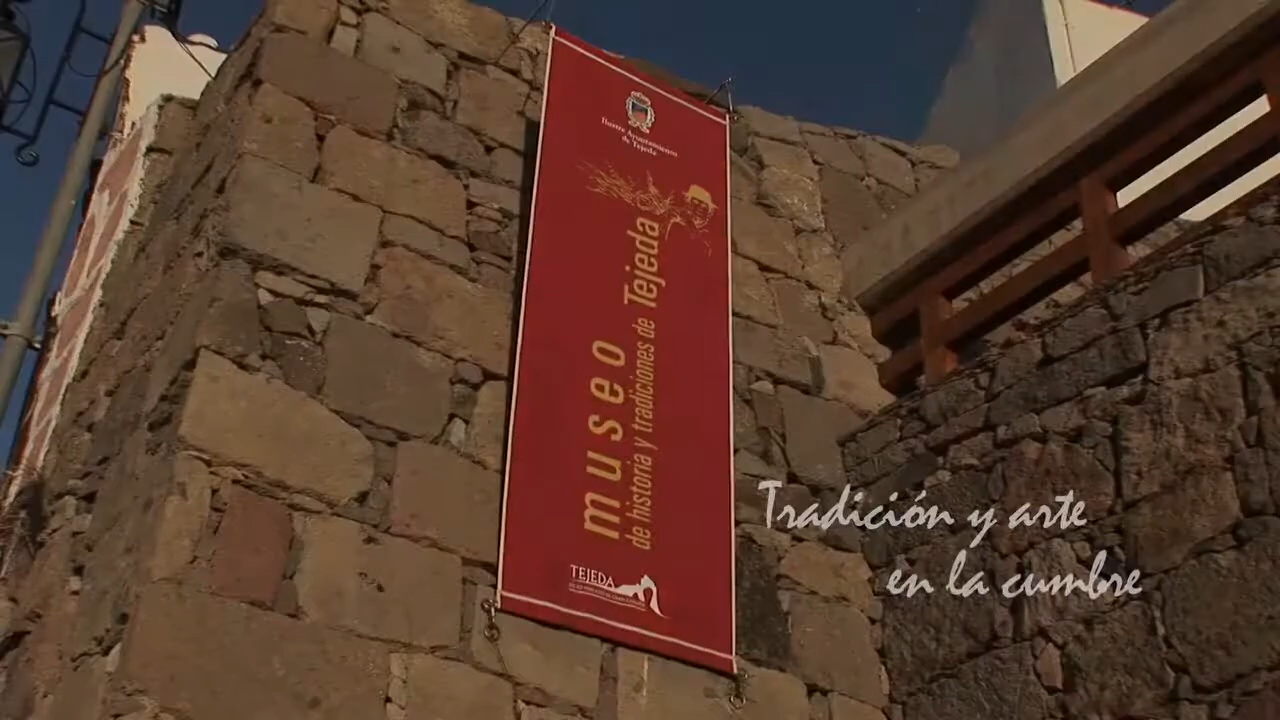 Ilustre Ayuntamiento
de Tejeda
museo
de historia y tradiciones de Tejeda
TEJEDA
Tradición y arte
en la cumbre